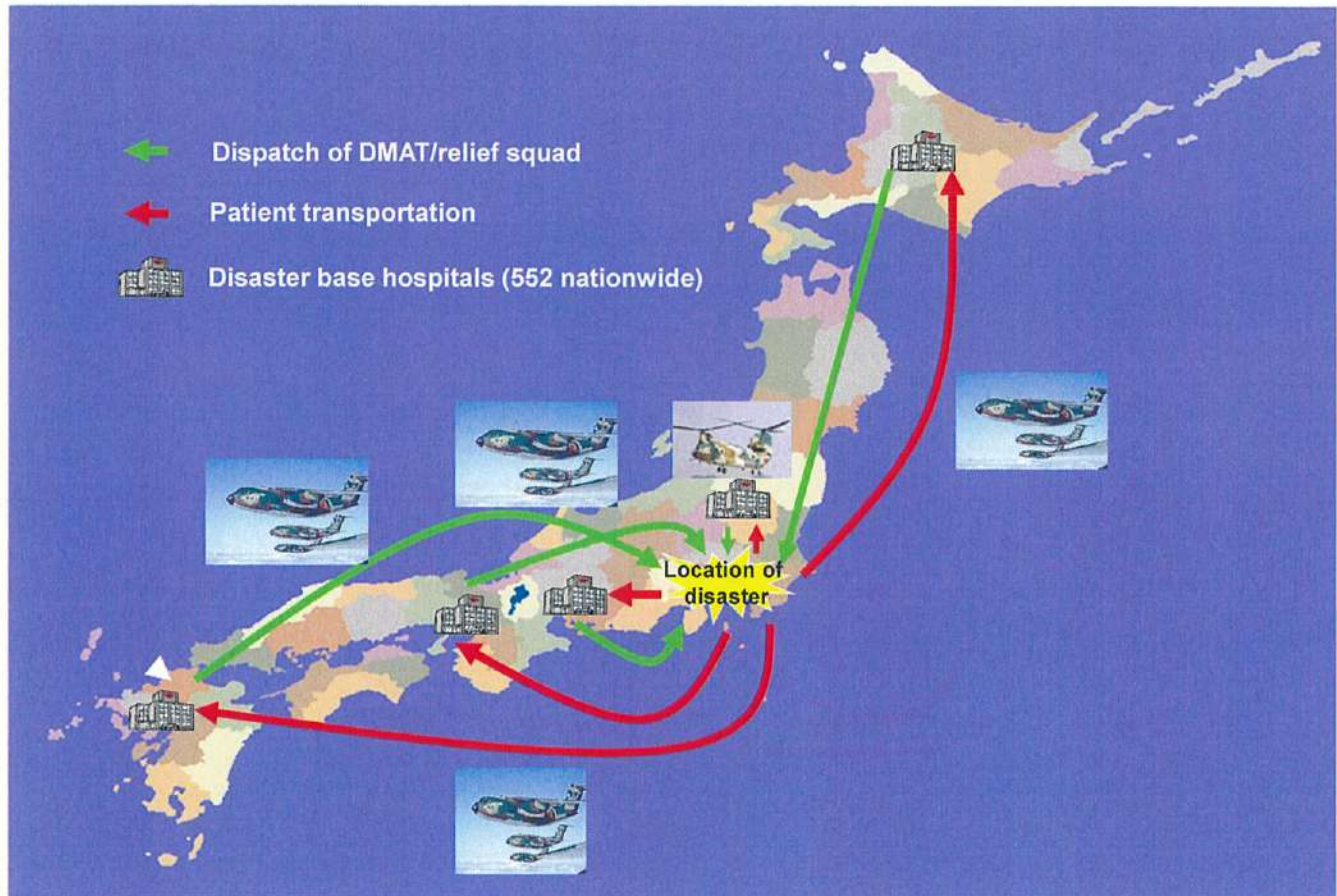 Dispatch of DMAT/relief squad
Patient transportation
Disaster base hospitals (552 nationwide)
Location of
disaster